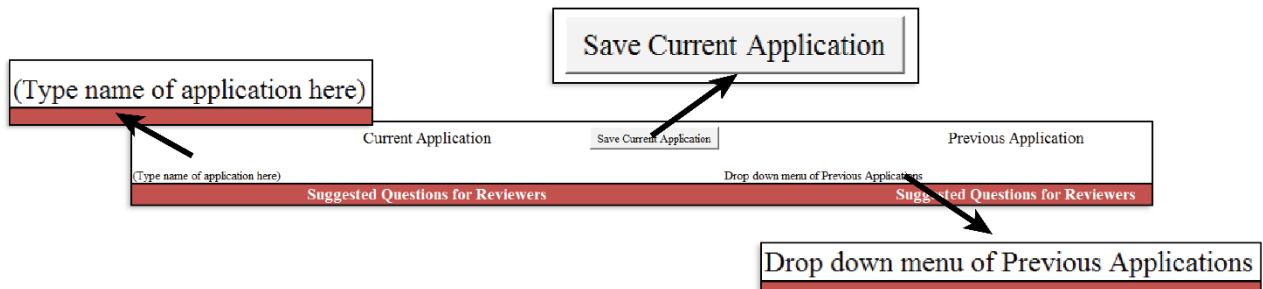 Save Current Application
(Type name of application here)
Current Application
Save Current Application
Previous Application
(Type name of application here)
Drop down menu of Previous Applications
Suggested Questions for Reviewers
Suggested Questions for Reviewers
Drop down menu of Previous Applications